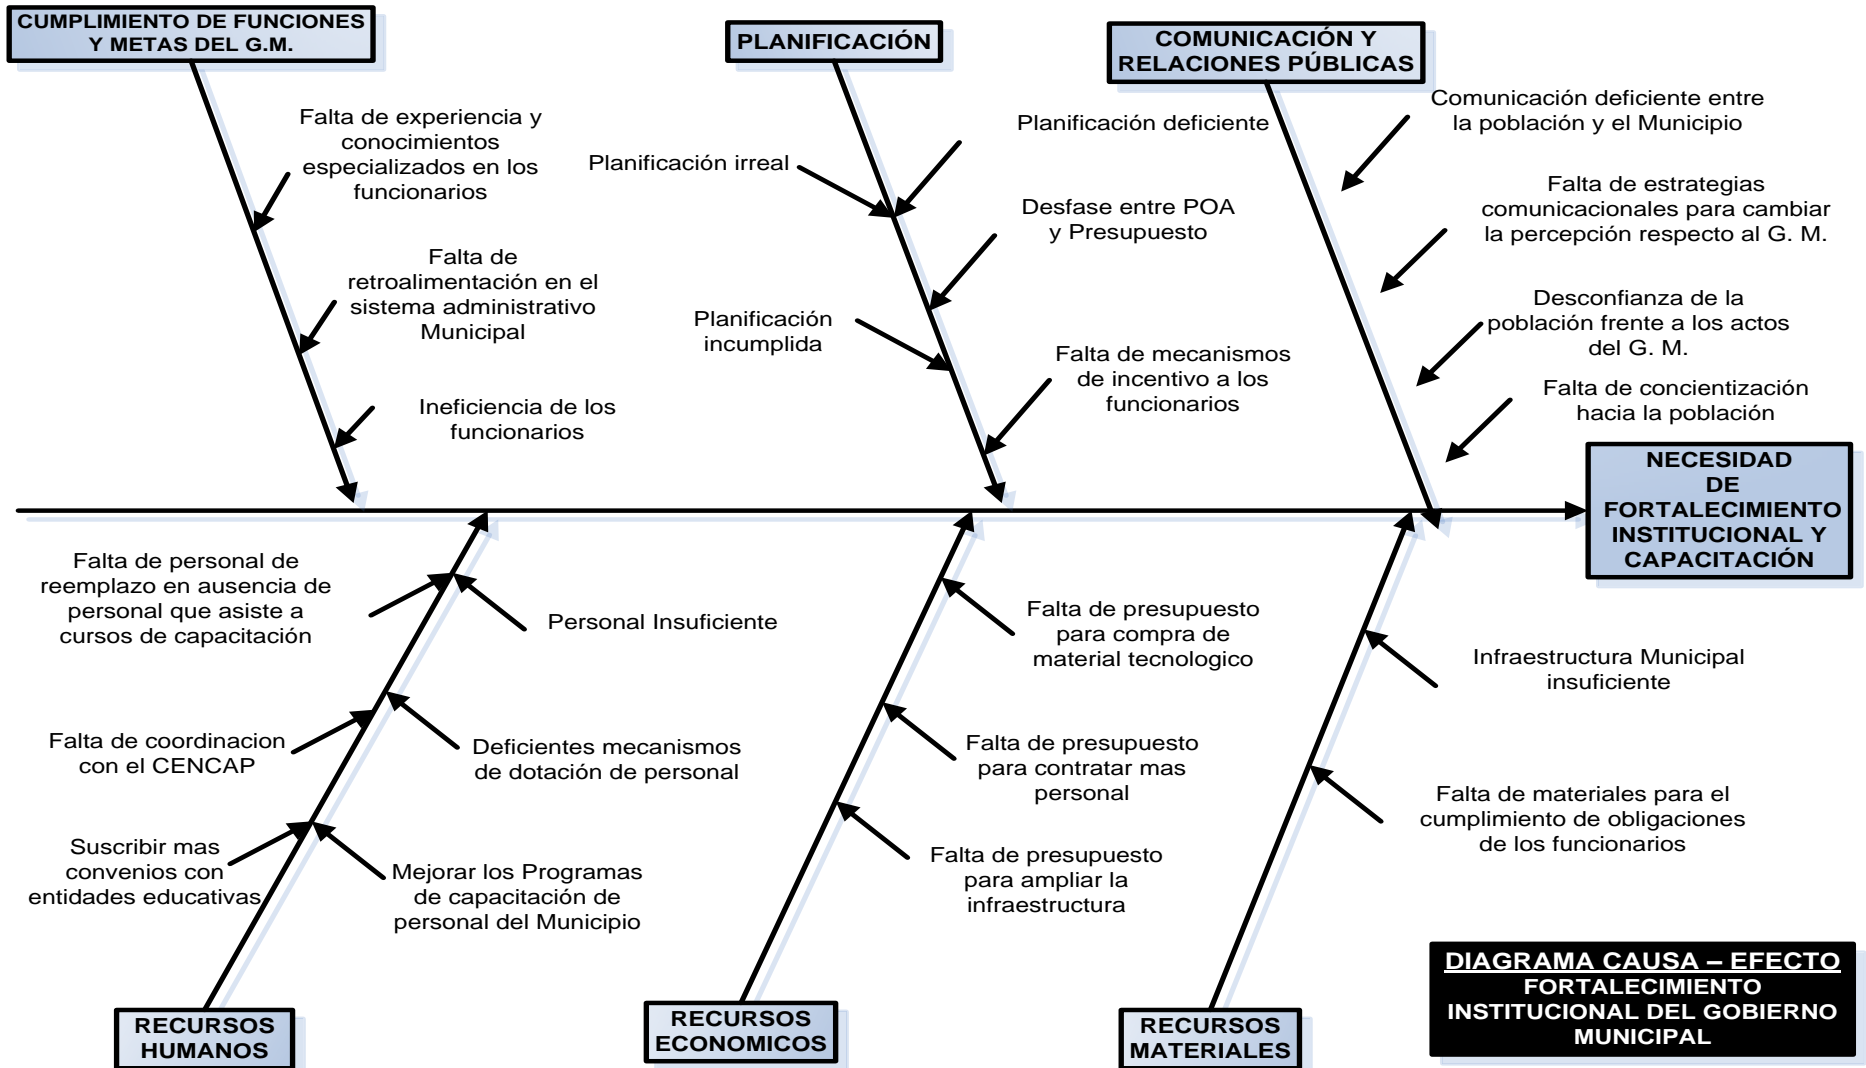 CUMPLIMIENTO DE FUNCIONES
Y METAS DEL G.M.
PLANIFICACIÓN
COMUNICACIÓN Y
RELACIONES PÚBLICAS
Falta de experiencia y
conocimientos
especializados en los
funcionarios
Falta de
retroalimentación en el
sistema administrativo
Municipal
Ineficiencia de los
funcionarios
Planificación irreal
Planificación
incumplida
Planificación deficiente
Desfase entre POA
y Presupuesto
Falta de mecanismos
de incentivo a los
funcionarios
Comunicación deficiente entre
la población y el Municipio
Falta de estrategias
comunicacionales para cambiar
la percepción respecto al G. M.
Desconfianza de la
población frente a los actos
del G. M.
Falta de concientización
hacia la población
NECESIDAD
DE
FORTALECIMIENTO
INSTITUCIONAL Y
CAPACITACIÓN
Falta de personal de
reemplazo en ausencia de
personal que asiste a
cursos de capacitación
Falta de coordinacion
con el CENCAP
Suscribir mas
convenios con
entidades educativas
Personal Insuficiente
Deficientes mecanismos
de dotación de personal
Mejorar los Programas
de capacitación de
personal del Municipio
Falta de presupuesto
para compra de
material tecnologico
Falta de presupuesto
para contratar mas
personal
Falta de presupuesto
para ampliar la
infraestructura
Infraestructura Municipal
insuficiente
Falta de materiales para el
cumplimiento de obligaciones
de los funcionarios
RECURSOS
HUMANOS
RECURSOS
ECONOMICOS
RECURSOS
MATERIALES
DIAGRAMA CAUSA – EFECTO
FORTALECIMIENTO
INSTITUCIONAL DEL GOBIERNO
MUNICIPAL